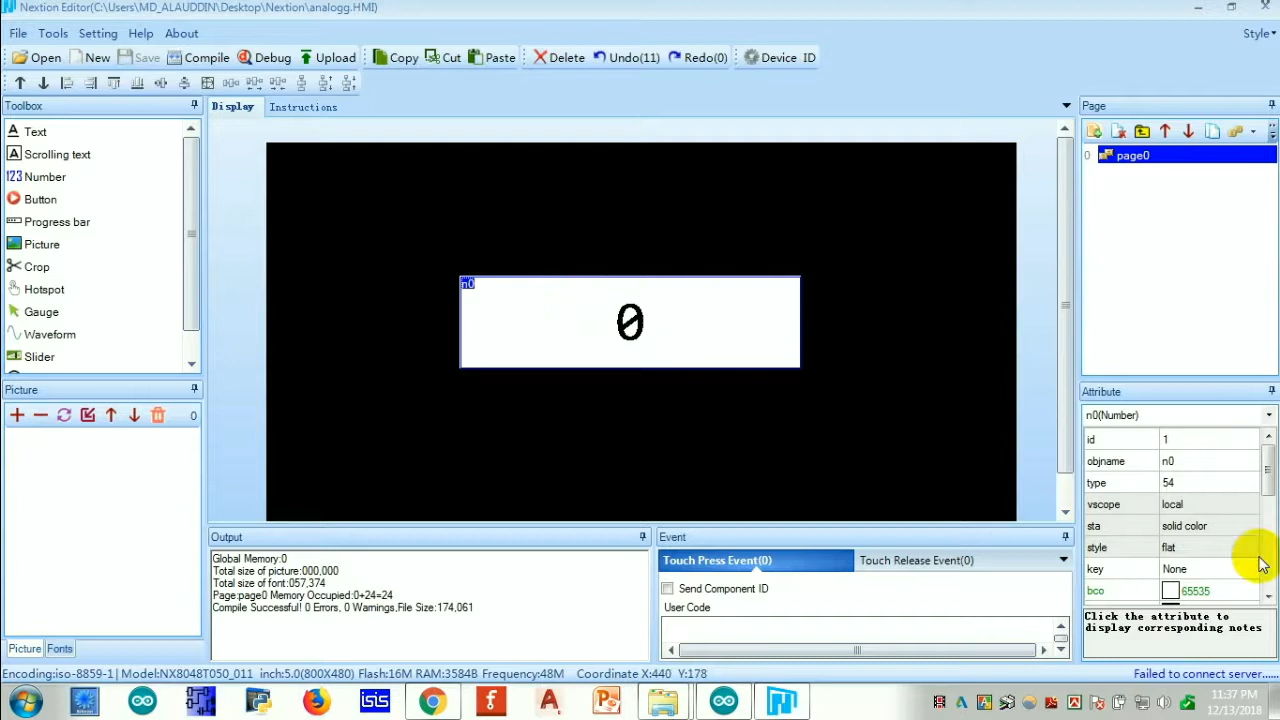 Nextion Editor(C:\Users\MD_ALAUDDIN\Desktop\Nextion\analogg.HMI)
File Tools Setting Help About Style
Open New Save Compile Debug Upload Copy Cut Paste Delete Undo(11) Redo(0) Device ID
Toolbox
Display Instructions
Page
A Text
A Scrolling text
123 Number
Button
Progress bar
Picture
Crop
Hotspot
Gauge
Waveform
Slider
0 page0
n0
0
Picture
0
Picture Fonts
Attribute
n0(Number)
id 1
objname n0
type 54
vscope local
sta solid color
style flat
key None
bco 65535
Click the attribute to
display corresponding notes
Output
Global Memory:0
Total size of picture:000,000
Total size of font:057,374
Page:page0 Memory Occupied:0+24=24
Compile Successful! 0 Errors, 0 Warnings,File Size:174,061
Event
Touch Press Event(0) Touch Release Event(0)
Send Component ID
User Code
Encoding:iso-8859-1 Model:NX8048T050_011 inch:5.0(800X480) Flash:16M RAM:3584B Frequency:48M Coordinate X:440 Y:178 Failed to connect server....
isis
11:37 PM
12/13/2018